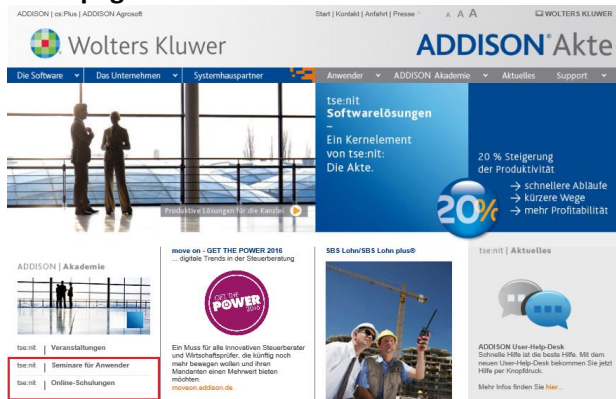 ADDISON | cs:Plus | ADDISON Agrosoft
Start | Kontakt | Anfahrt | Presse
A A A
WOLTERS KLUWER
Wolters Kluwer
ADDISON®Akte
Die Software
Das Unternehmen
Systemhauspartner
Anwender
ADDISON Akademie
Aktuelles
Support
tse:nit
Softwarelösungen
–
Ein Kernelement
von tse:nit:
Die Akte.
20 % Steigerung
der Produktivität
→ schnellere Abläufe
→ kürzere Wege
→ mehr Profitabilität
20%
Produktive Lösungen für die Kanzlei
ADDISON | Akademie
tse:nit | Veranstaltungen
tse:nit | Seminare für Anwender
tse:nit | Online-Schulungen
move on - GET THE POWER 2016
... digitale Trends in der Steuerberatung
GET THE
POWER
2016
Ein Muss für alle innovativen Steuerberater
und Wirtschaftsprüfer, die künftig noch
mehr bewegen wollen und ihren
Mandanten einen Mehrwert bieten
möchten.
moveon.addison.de
SBS Lohn/SBS Lohn plus®
tse:nit | Aktuelles
ADDISON User-Help-Desk
Schnelle Hilfe ist die beste Hilfe. Mit dem
neuen User-Help-Desk bekommen Sie jetzt
Hilfe per Knopfdruck.
Mehr Infos finden Sie hier...